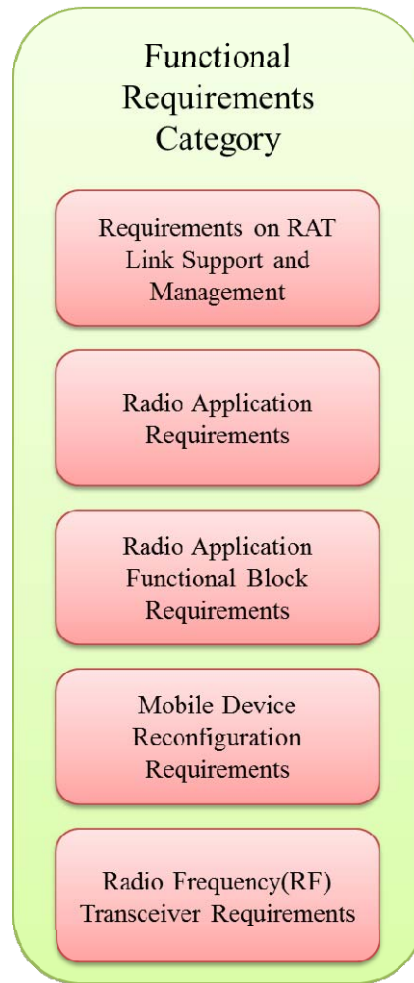 Functional
Requirements
Category
Requirements on RAT
Link Support and
Management
Radio Application
Requirements
Radio Application
Functional Block
Requirements
Mobile Device
Reconfiguration
Requirements
Radio Frequency(RF)
Transceiver Requirements